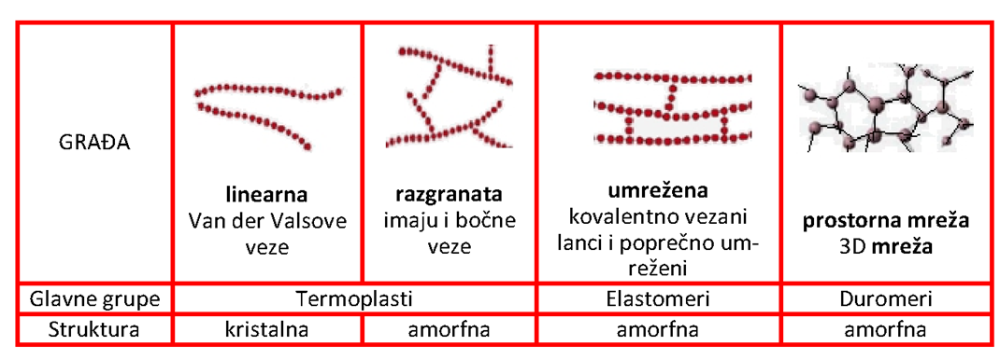 GRAĐA
linearna
Van der Valsove
veze
razgranata
imaju i bočne
veze
umrežena
kovalentno vezani
lanci i poprečno um-
reženi
prostorna mreža
3D mreža
Glavne grupe
Termoplasti
Elastomeri
Duromeri
Struktura
kristalna
amorfna
amorfna
amorfna